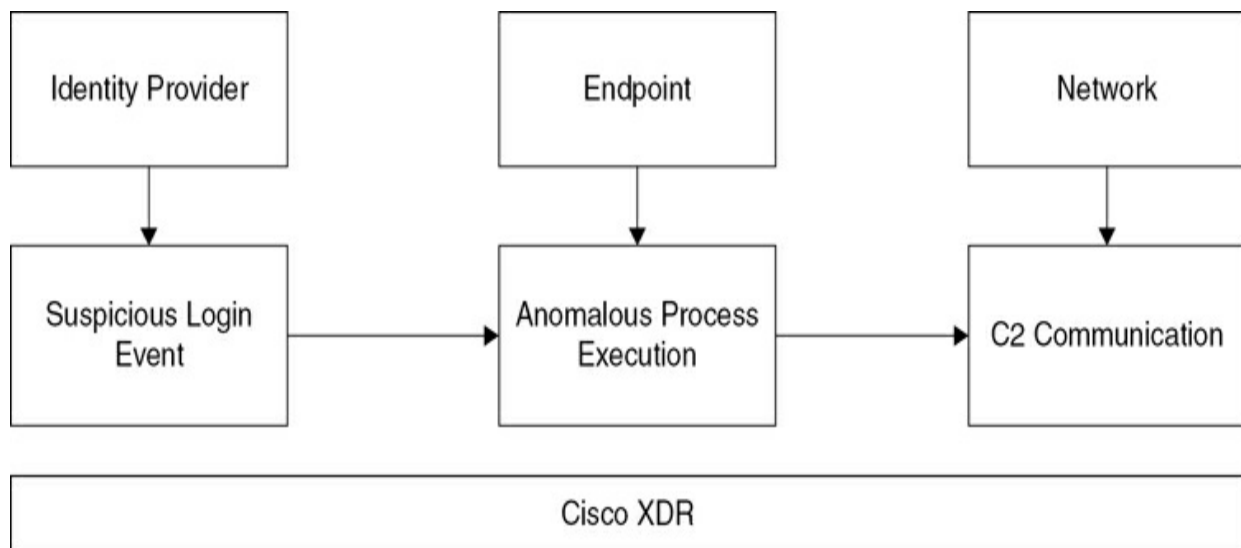 Identity Provider
Endpoint
Network
Suspicious Login
Event
Anomalous Process
Execution
C2 Communication
Cisco XDR